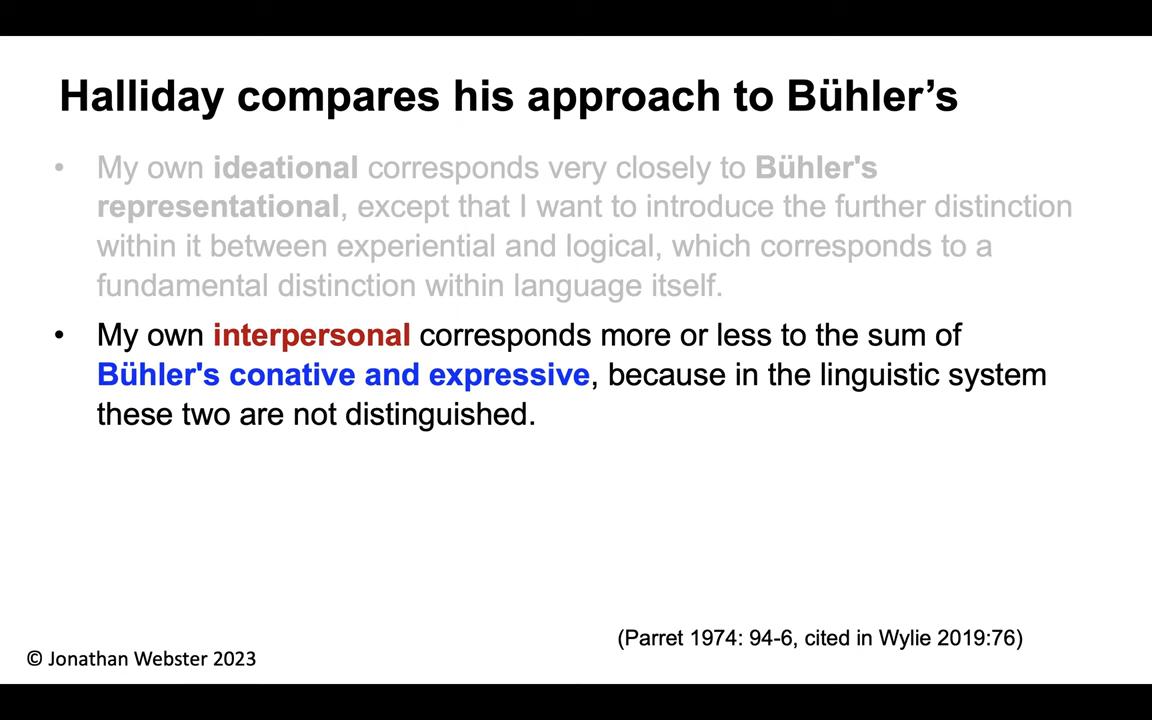 Halliday compares his approach to Bühler’s
• My own ideational corresponds very closely to Bühler's
representational, except that I want to introduce the further distinction
within it between experiential and logical, which corresponds to a
fundamental distinction within language itself.
• My own interpersonal corresponds more or less to the sum of
Bühler's conative and expressive, because in the linguistic system
these two are not distinguished.
(Parret 1974: 94-6, cited in Wylie 2019:76)
© Jonathan Webster 2023